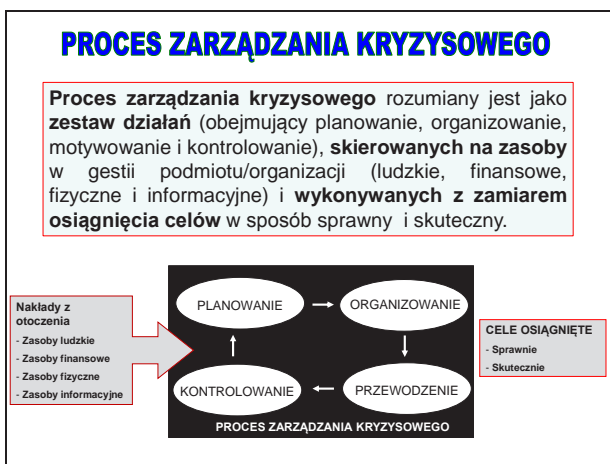 PROCES ZARZĄDZANIA KRYZYSOWEGO
Proces zarządzania kryzysowego rozumiany jest jako
zestaw działań (obejmujący planowanie, organizowanie,
motywowanie i kontrolowanie), skierowanych na zasoby
w gestii podmiotu/organizacji (ludzkie, finansowe,
fizyczne i informacyjne) i wykonywanych z zamiarem
osiągnięcia celów w sposób sprawny i skuteczny.
Nakłady z
otoczenia
- Zasoby ludzkie
- Zasoby finansowe
- Zasoby fizyczne
- Zasoby informacyjne
PLANOWANIE
ORGANIZOWANIE
KONTROLOWANIE
PRZEWODZENIE
PROCES ZARZĄDZANIA KRYZYSOWEGO
CELE OSIĄGNIĘTE
- Sprawnie
- Skutecznie